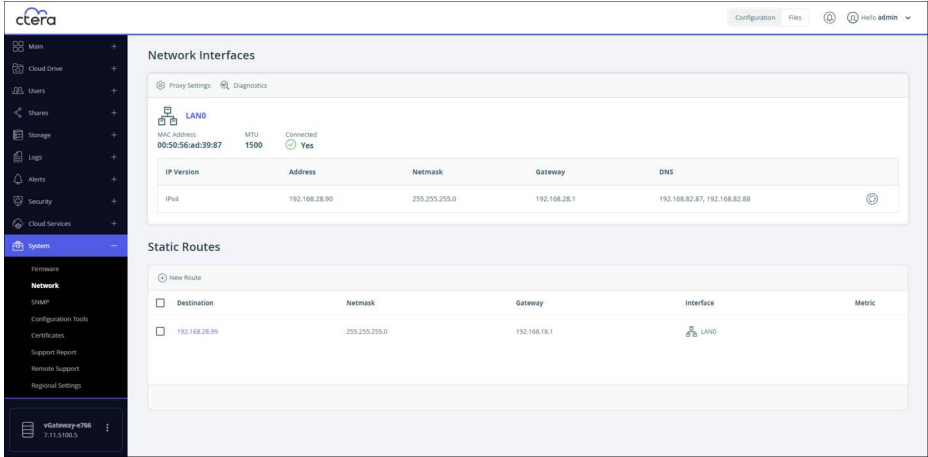 ctera
Configuration Files Hello admin
Main
Cloud Drive
Users
Shares
Storage
Logs
Alerts
Security
Cloud Services
System
Firmware
Network
SNMP
Configuration Tools
Certificates
Support Report
Remote Support
Regional Settings
vGateway-e766
7.11.5100.5
Network Interfaces
Proxy Settings Diagnostics
LAN0
MAC Address MTU Connected
00:50:56:ad:39:87 1500 Yes
IP Version Address Netmask Gateway DNS
IPv4 192.168.28.90 255.255.255.0 192.168.28.1 192.168.82.87, 192.168.82.88
Static Routes
New Route
Destination Netmask Gateway Interface Metric
192.168.28.99 255.255.255.0 192.168.18.1 LAN0